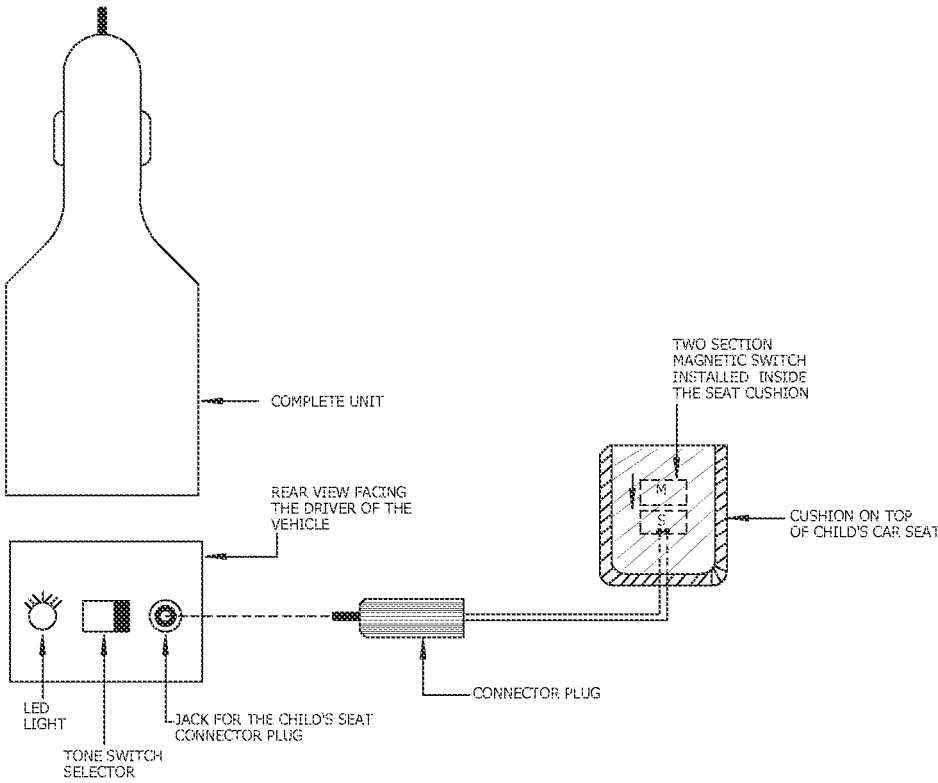 COMPLETE UNIT
TWO SECTION
MAGNETIC SWITCH
INSTALLED INSIDE
THE SEAT CUSHION
M
S
CUSHION ON TOP
OF CHILD'S CAR SEAT
REAR VIEW FACING
THE DRIVER OF THE
VEHICLE
CONNECTOR PLUG
LED
LIGHT
JACK FOR THE CHILD'S SEAT
CONNECTOR PLUG
TONE SWITCH
SELECTOR